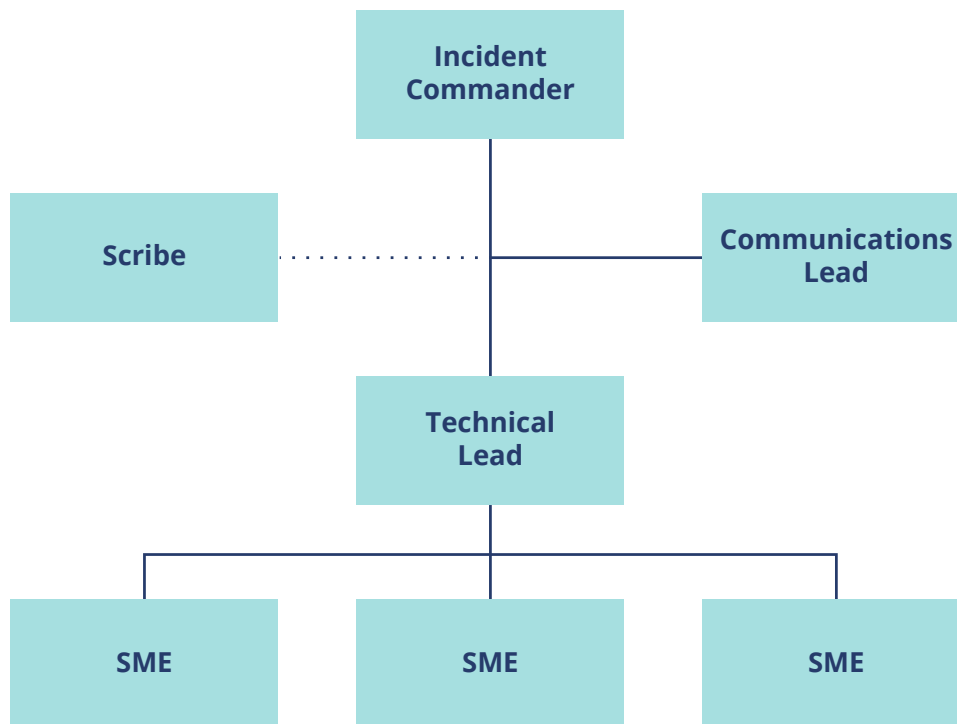 Incident
Commander
Scribe
Communications
Lead
Technical
Lead
SME
SME
SME